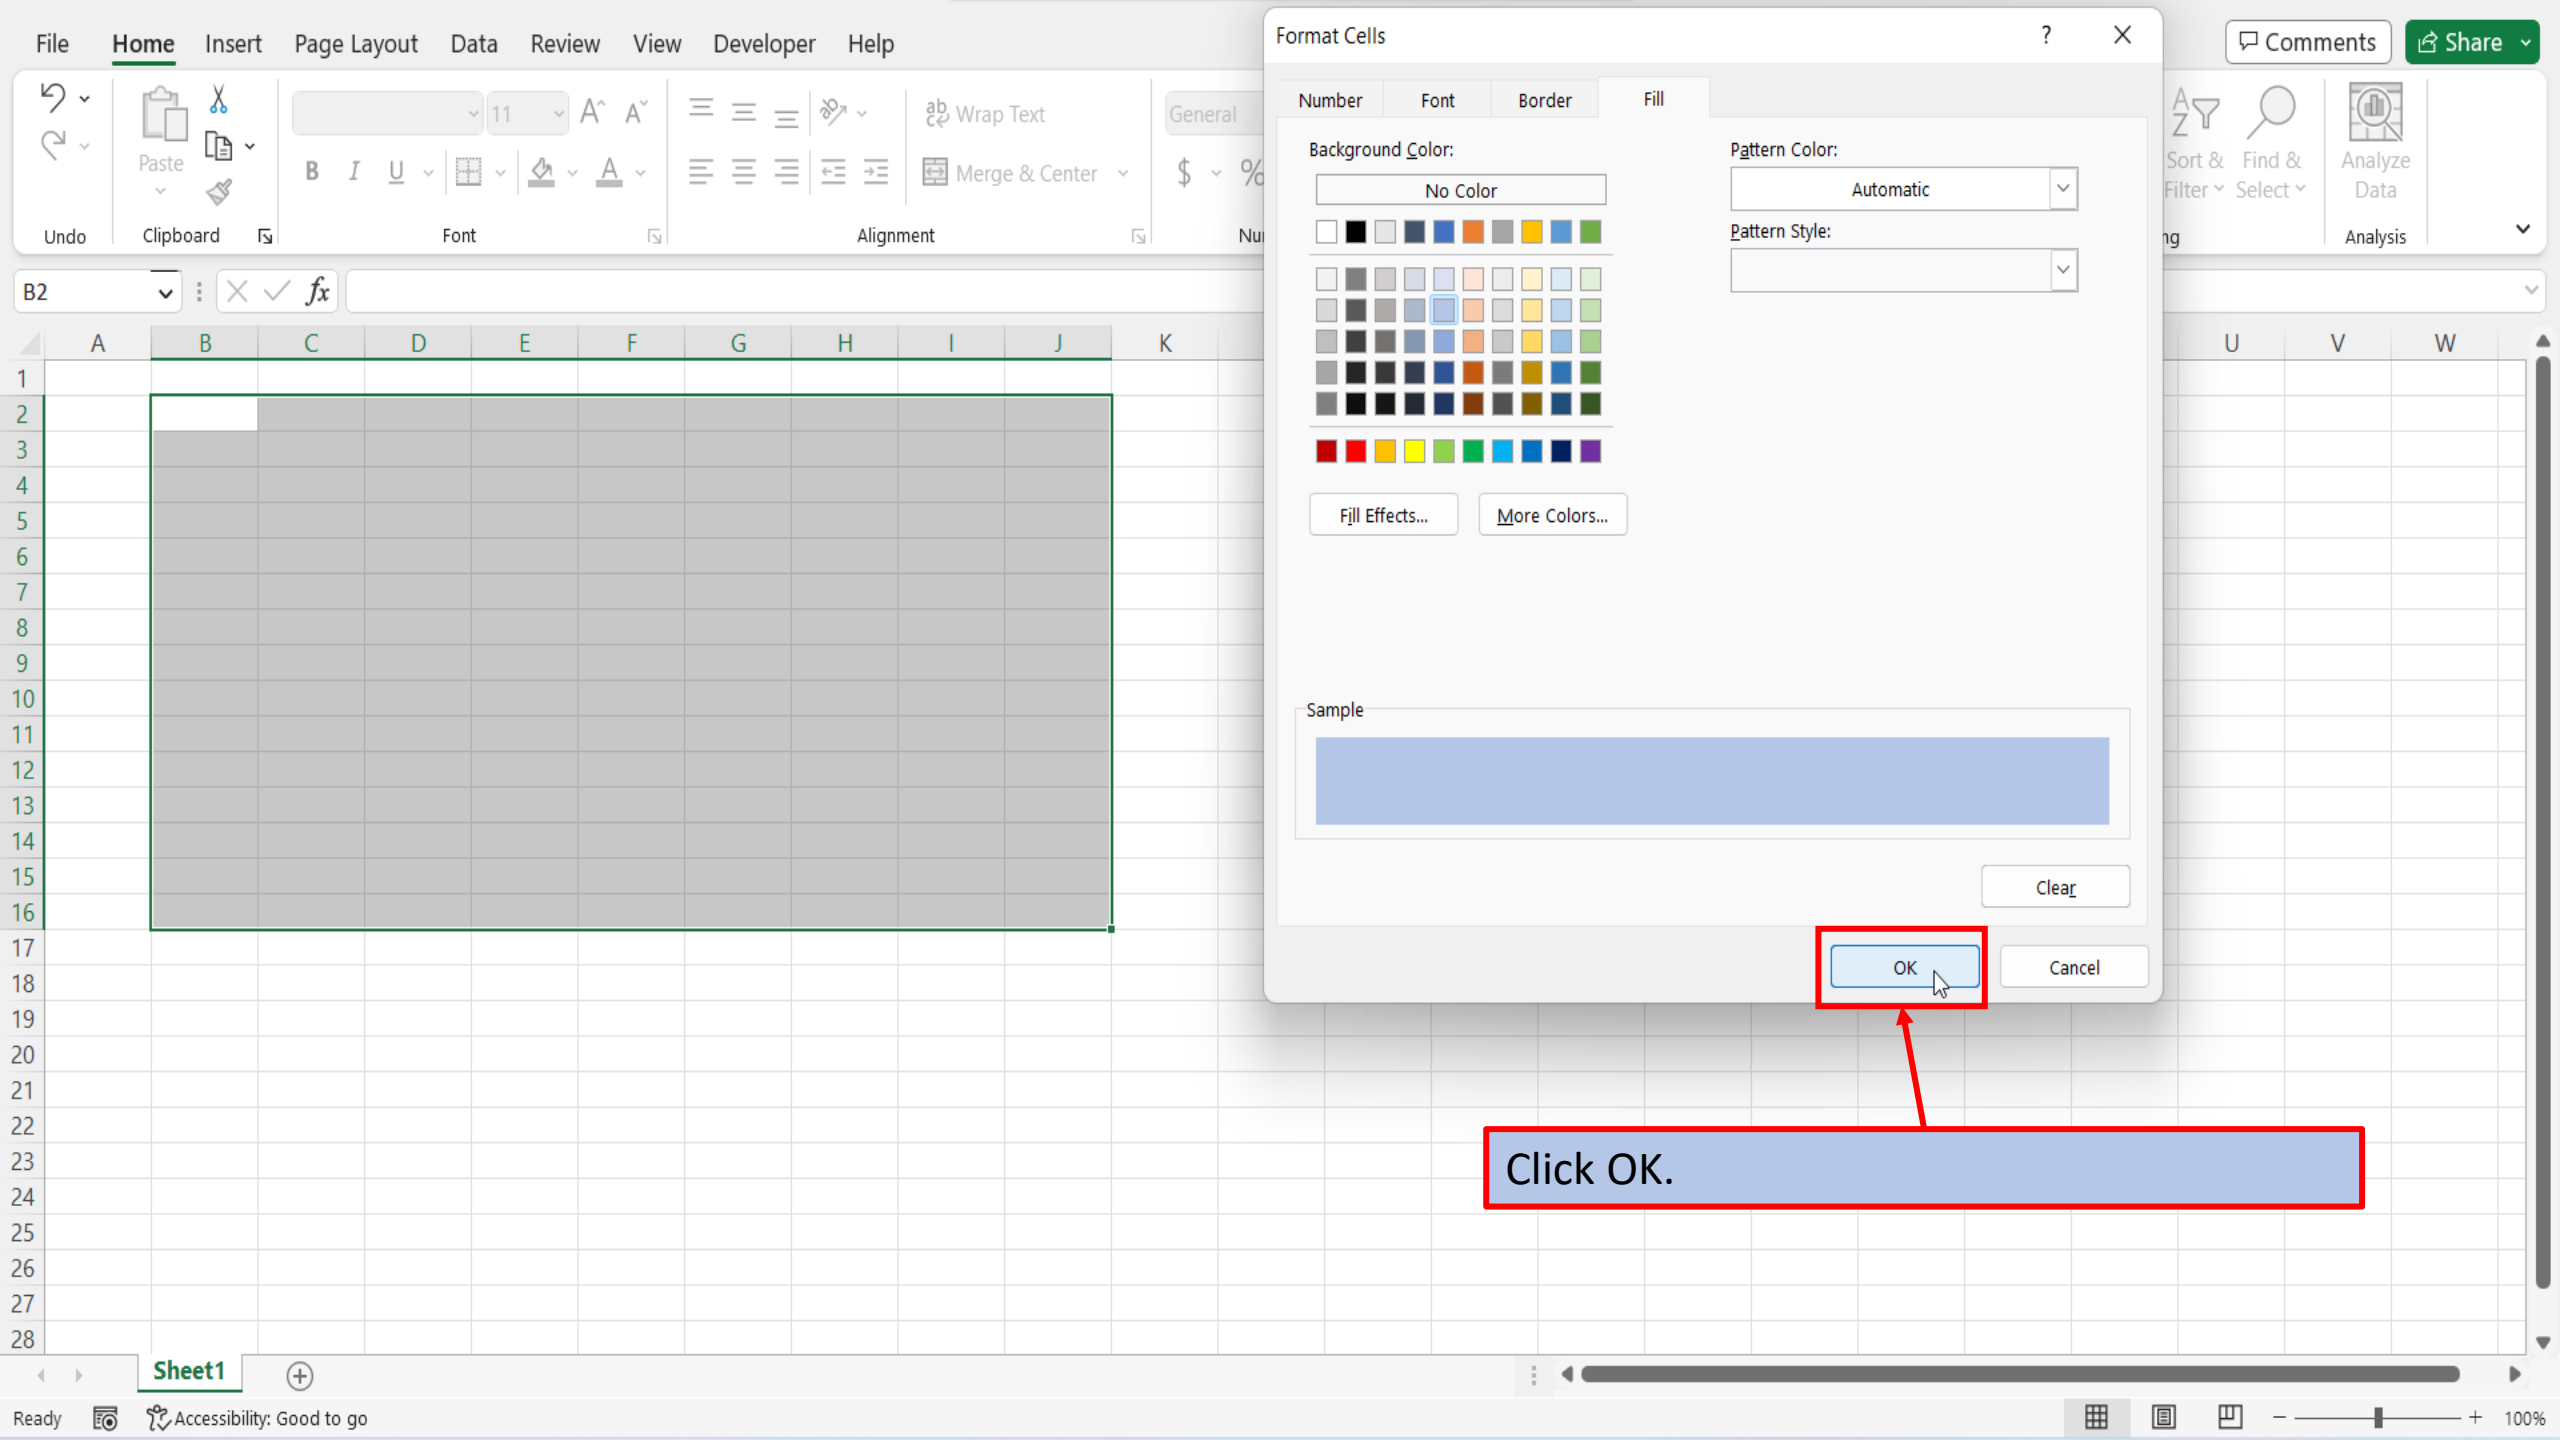 File Home Insert Page Layout Data Review View Developer Help
Comments Share
Paste
11
B I U A
ab Wrap Text
Merge & Center
General
$ %
Sort & Filter
Find & Select
Analyze Data
Undo Clipboard Font Alignment Nu ng Analysis
B2 fx
A B C D E F G H I J K U V W
1
2
3
4
5
6
7
8
9
10
11
12
13
14
15
16
17
18
19
20
21
22
23
24
25
26
27
28
Format Cells ?
Number Font Border Fill
Background Color:
No Color
Pattern Color:
Automatic
Pattern Style:
Fill Effects... More Colors...
Sample
Clear
OK Cancel
Click OK.
Sheet1
Ready Accessibility: Good to go 100%